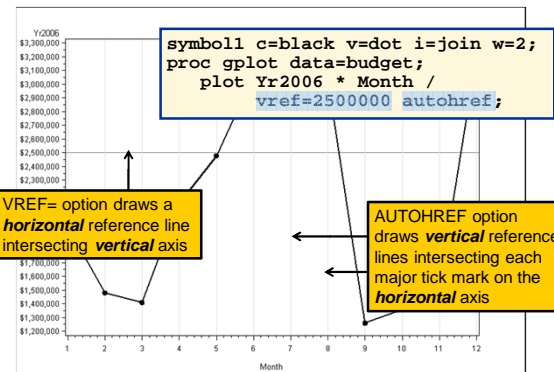 Yr2006
$3,300,000
$3,200,000
$3,100,000
$3,000,000
$2,900,000
$2,800,000
$2,700,000
$2,600,000
$2,500,000
$2,400,000
$2,300,000
symbol1 c=black v=dot i=join w=2;
proc gplot data=budget;
plot Yr2006 * Month /
vref=2500000 autohref;
VREF= option draws a
horizontal reference line
intersecting vertical axis
AUTOHREF option
draws vertical reference
lines intersecting each
major tick mark on the
horizontal axis
$1,700,000
$1,600,000
$1,500,000
$1,400,000
$1,300,000
$1,200,000
1 2 3 4 5 6 7 8 9 10 11 12
Month